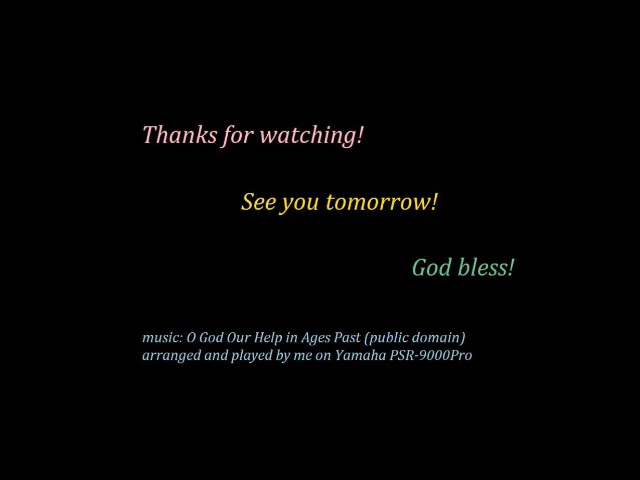 Thanks for watching!
See you tomorrow!
God bless!
music: O God Our Help in Ages Past (public domain)
arranged and played by me on Yamaha PSR-9000Pro